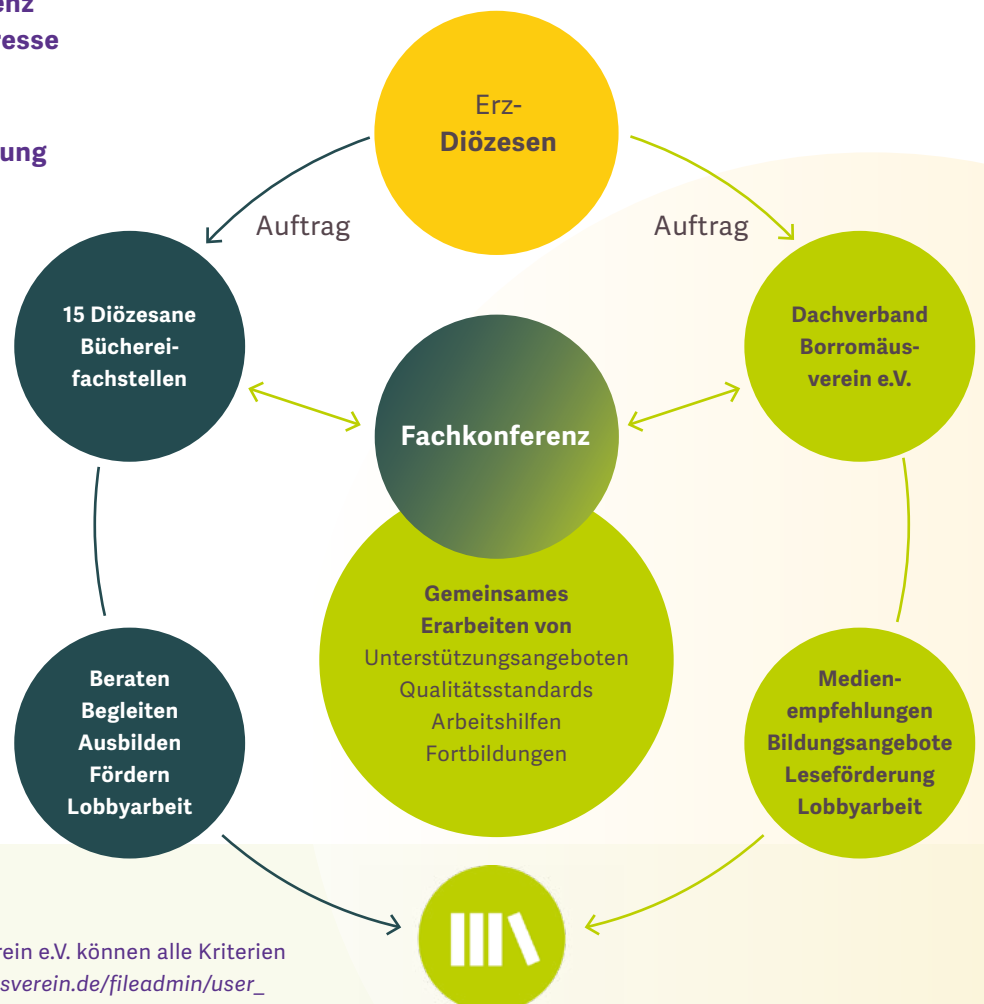 enz
resse
ung
Erz-
Diözesen
Auftrag
Auftrag
15 Diözesane
Bücherei-
fachstellen
Dachverband
Borromäus-
verein e.V.
Fachkonferenz
Gemeinsames
Erarbeiten von
Unterstützungsangeboten
Qualitätsstandards
Arbeitshilfen
Fortbildungen
Beraten
Begleiten
Ausbilden
Fördern
Lobbyarbeit
Medien-
empfehlungen
Bildungsangebote
Leseförderung
Lobbyarbeit
rein e.V. können alle Kriterien
sverein.de/fileadmin/user_